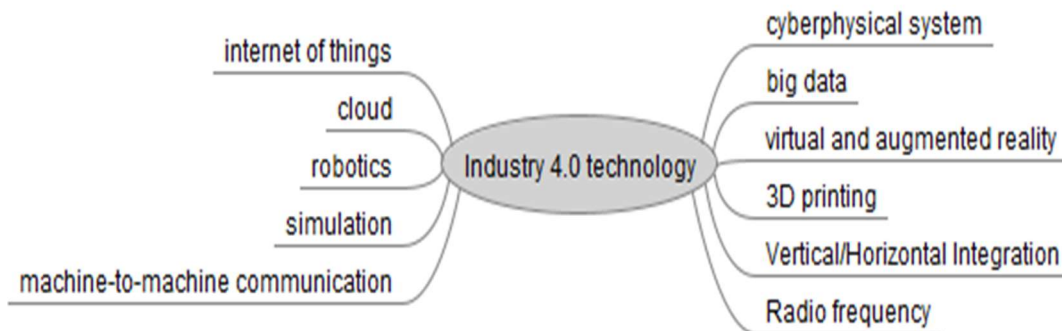 internet of things
cloud
robotics
simulation
machine-to-machine communication
Industry 4.0 technology
cyberphysical system
big data
virtual and augmented reality
3D printing
Vertical/Horizontal Integration
Radio frequency